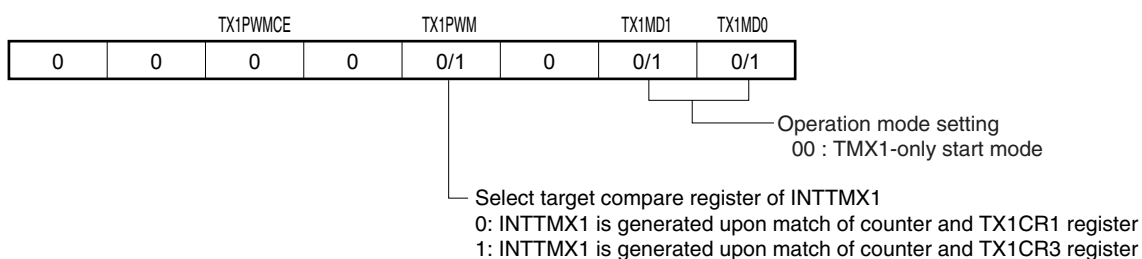 TX1PWMCE TX1PWM TX1MD1 TX1MD0
0 0 0 0 0/1 0 0/1 0/1
Operation mode setting
00 : TMX1-only start mode
Select target compare register of INTTMX1
0: INTTMX1 is generated upon match of counter and TX1CR1 register
1: INTTMX1 is generated upon match of counter and TX1CR3 register